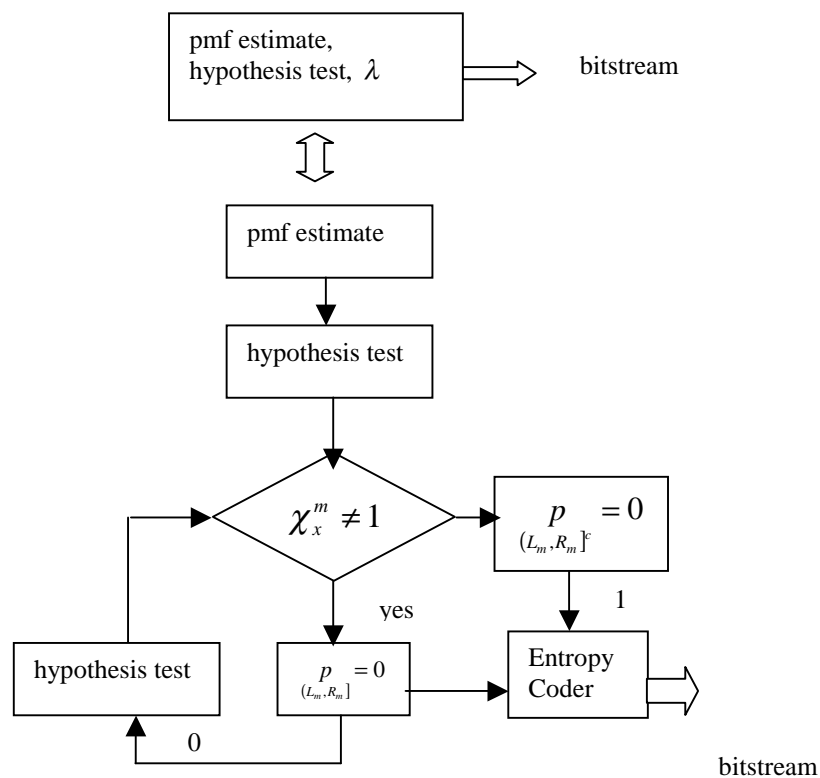 pmf estimate,
hypothesis test, λ
bitstream
pmf estimate
hypothesis test
χ_x^m ≠ 1
p_{(L_m, R_m]^c} = 0
yes
1
hypothesis test
p_{(L_m, R_m]} = 0
Entropy
Coder
0
bitstream